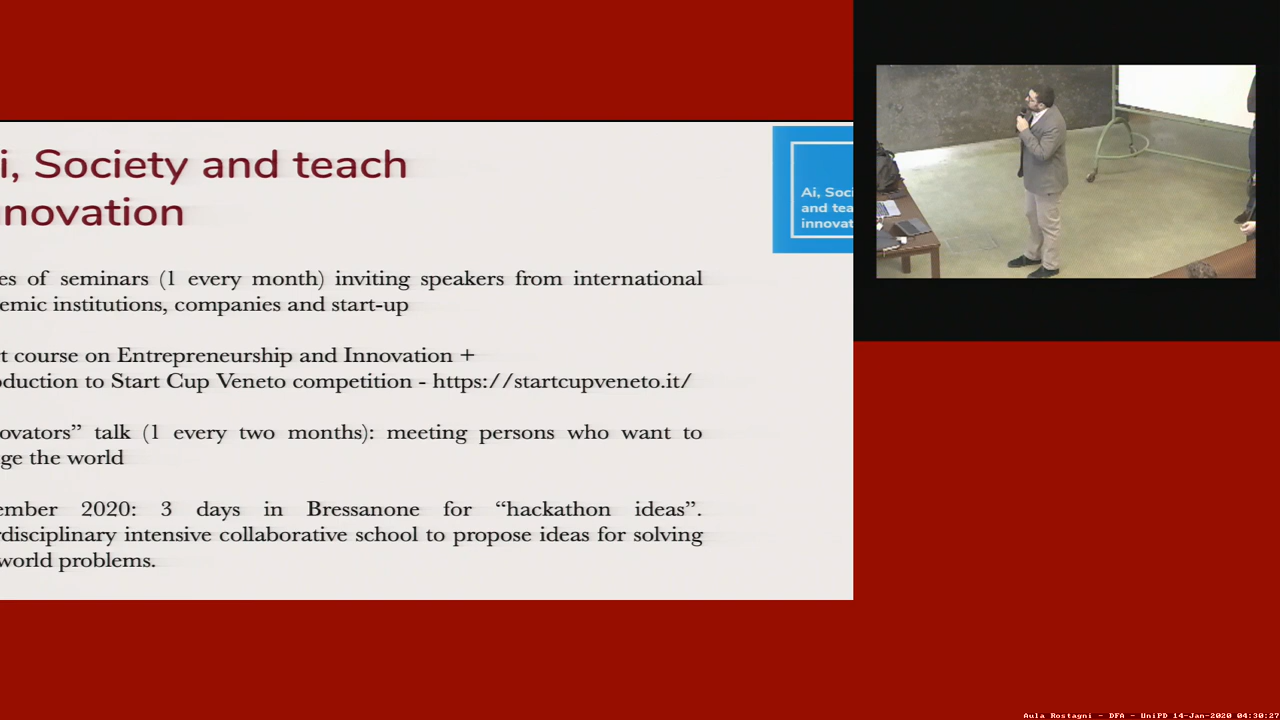 i, Society and teach
nnovation
Ai, Soci
and tea
innovat
es of seminars (1 every month) inviting speakers from international
emic institutions, companies and start-up
t course on Entrepreneurship and Innovation +
oduction to Start Cup Veneto competition - https://startcupveneto.it/
ovators” talk (1 every two months): meeting persons who want to
ge the world
ember 2020: 3 days in Bressanone for “hackathon ideas”.
rdisciplinary intensive collaborative school to propose ideas for solving
world problems.
Aula Rostagni - DFA - UniPD 14-Jan-2020 04:30:27